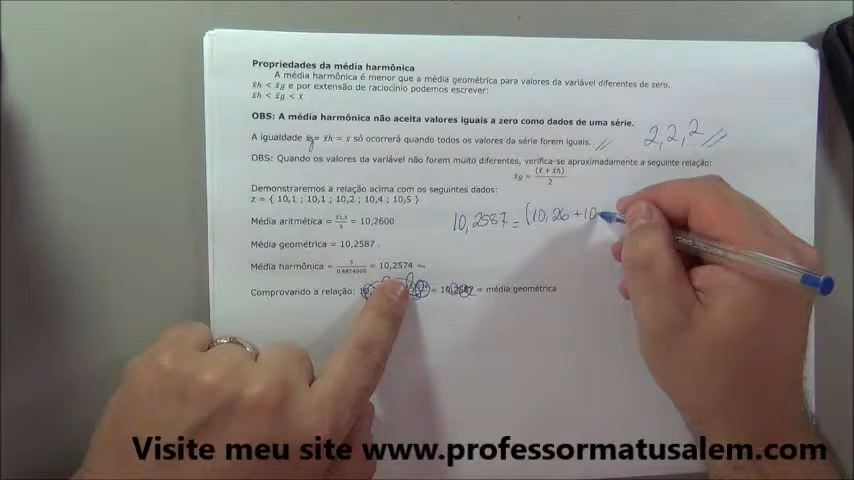 Propriedades da média harmônica
A média harmônica é menor que a média geométrica para valores da variável diferentes de zero.
x̄h < x̄g e por extensão de raciocínio podemos escrever:
x̄h < x̄g < x̄
OBS: A média harmônica não aceita valores iguais a zero como dados de uma série.
2,2,2 //
A igualdade x̄g = x̄h = x̄ só ocorrerá quando todos os valores da série forem iguais. //
OBS: Quando os valores da variável não forem muito diferentes, verifica-se aproximadamente a seguinte relação:
x̄g = (x̄ + x̄h)/2
Demonstraremos a relação acima com os seguintes dados:
z = { 10,1 ; 10,1 ; 10,2 ; 10,4 ; 10,5 }
10,2587 = (10,26 + 10
Média aritmética = 51,3/5 = 10,2600
Média geométrica = 10,2587
Média harmônica = 5/0,4874508 = 10,2574
Comprovando a relação: = 10,2587 = média geométrica
Visite meu site www.professormatusalem.com